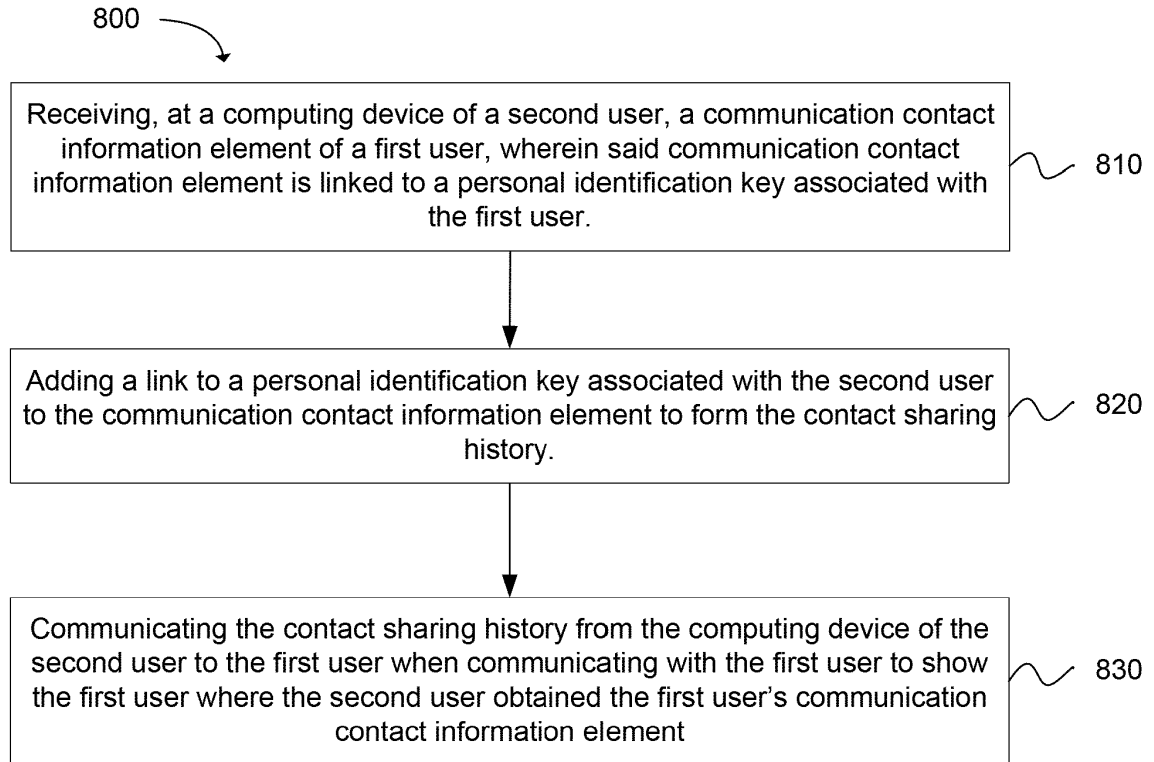 800
Receiving, at a computing device of a second user, a communication contact
information element of a first user, wherein said communication contact
information element is linked to a personal identification key associated with
the first user.
810
Adding a link to a personal identification key associated with the second user
to the communication contact information element to form the contact sharing
history.
820
Communicating the contact sharing history from the computing device of the
second user to the first user when communicating with the first user to show
the first user where the second user obtained the first user’s communication
contact information element
830